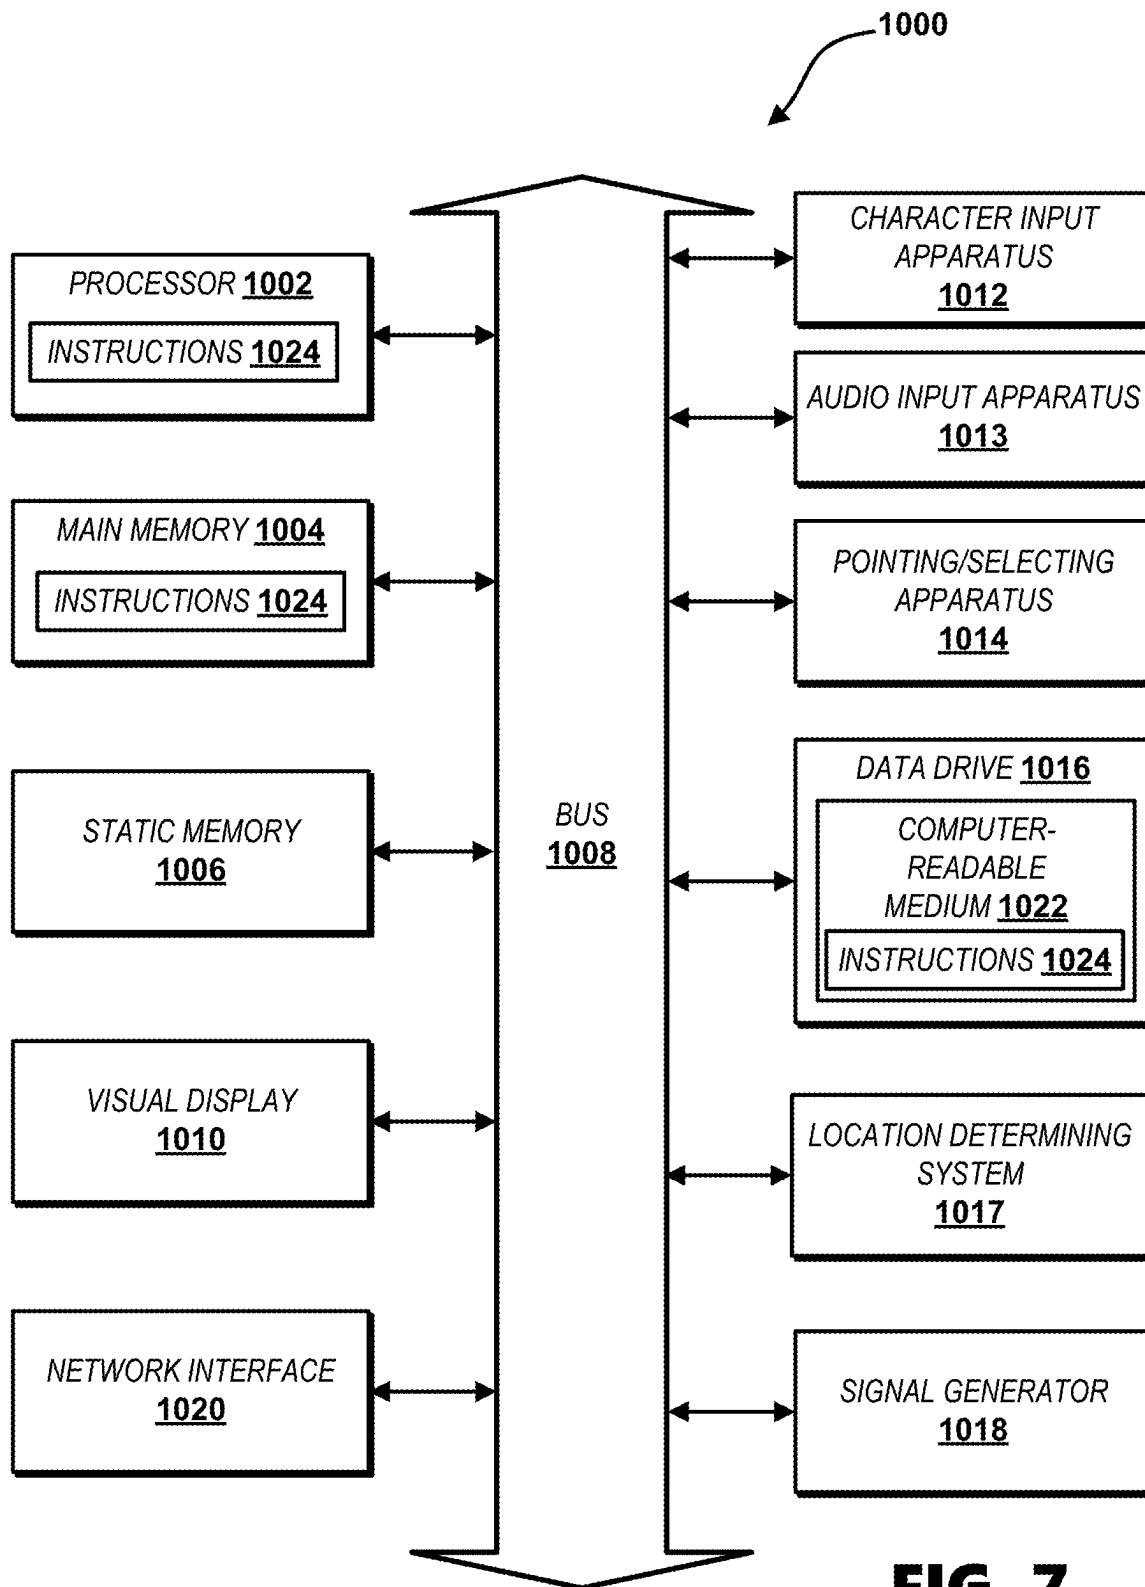 1000
PROCESSOR 1002
INSTRUCTIONS 1024
MAIN MEMORY 1004
INSTRUCTIONS 1024
STATIC MEMORY
1006
VISUAL DISPLAY
1010
NETWORK INTERFACE
1020
BUS
1008
CHARACTER INPUT
APPARATUS
1012
AUDIO INPUT APPARATUS
1013
POINTING/SELECTING
APPARATUS
1014
DATA DRIVE 1016
COMPUTER-
READABLE
MEDIUM 1022
INSTRUCTIONS 1024
LOCATION DETERMINING
SYSTEM
1017
SIGNAL GENERATOR
1018
FIG. 7